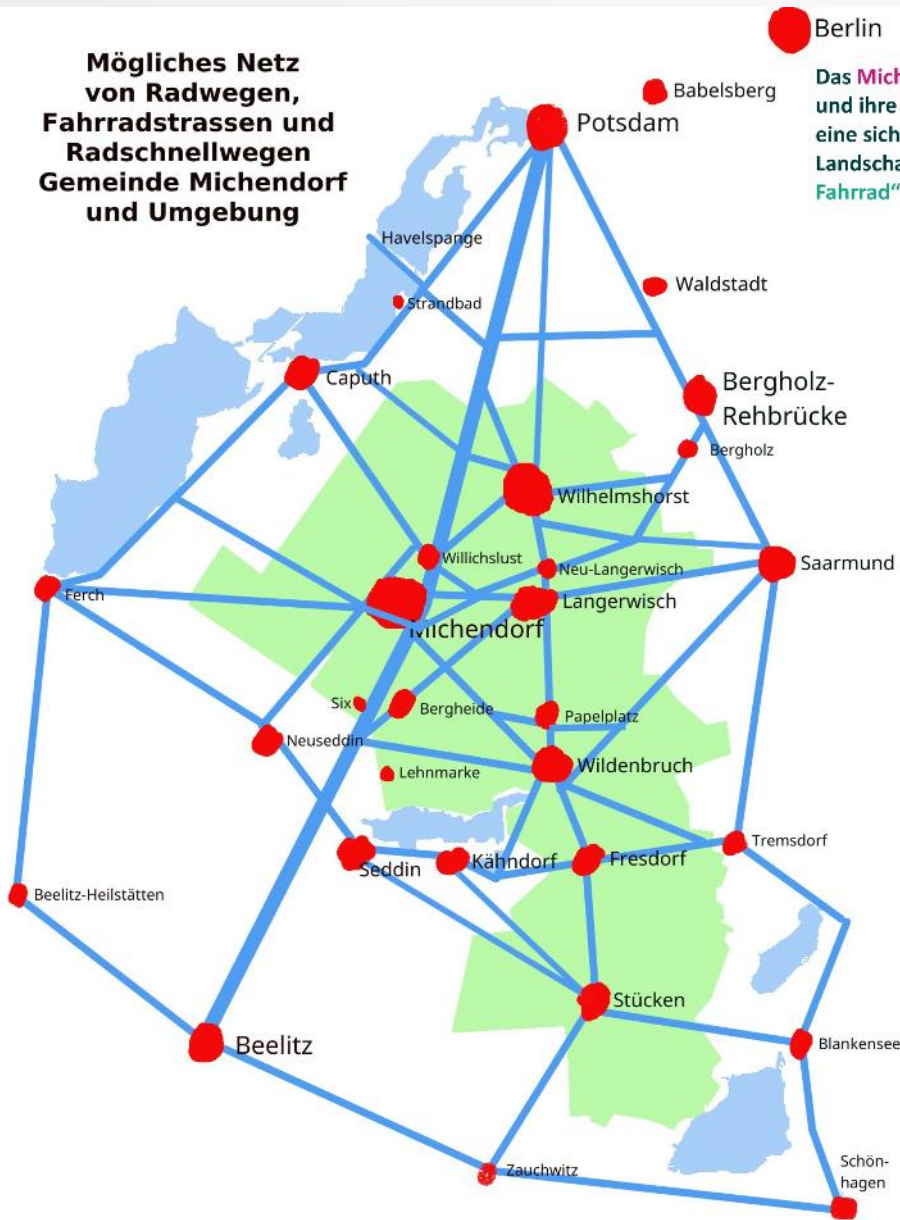 Mögliches Netz
von Radwegen,
Fahrradstrassen und
Radschnellwegen
Gemeinde Michendorf
und Umgebung
Berlin
Das
und ihre
eine
Fahrrad“
Babelsberg
Potsdam
Havelspange
Waldstadt
Strandbad
Caputh
Bergholz-
Rehbrücke
Bergholz
Wilhelmshorst
Willichslust
Neu-Langerwisch
Saarmund
Ferch
Langerwisch
Michendorf
Six
Bergheide
Papelplatz
Neuseddin
Lehnmarke
Wildenbruch
Tremsdorf
Seddin
Kähndorf
Fresdorf
Beelitz-Heilstätten
Stücken
Beelitz
Blankensee
Zauchwitz
Schön-
hagen